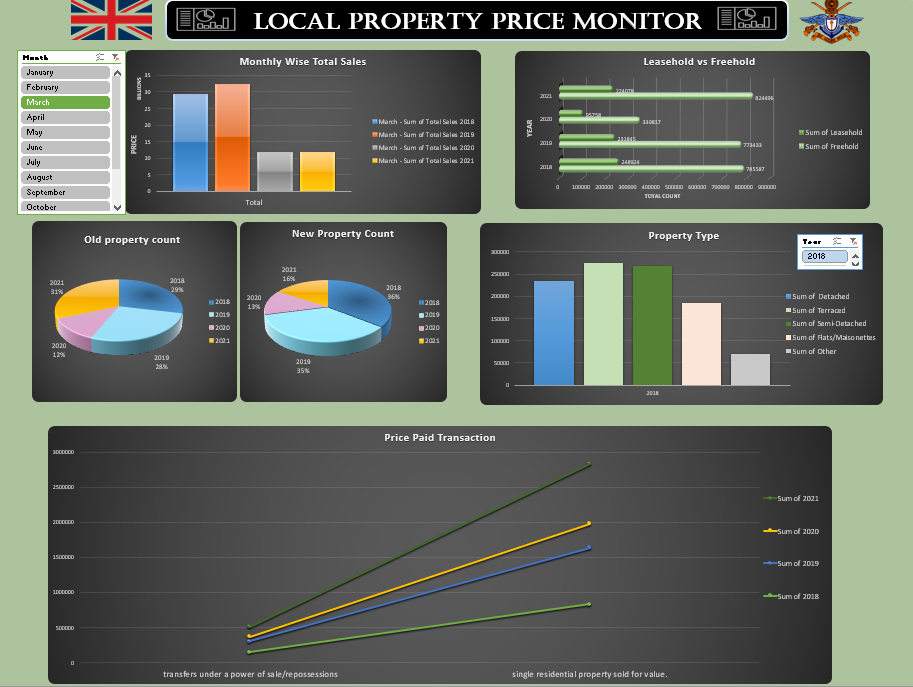 LOCAL PROPERTY PRICE MONITOR
Month
January
February
March
April
May
June
July
August
September
October
Monthly Wise Total Sales
BILLIONS
PRICE
35
30
25
20
15
10
5
0
Total
March - Sum of Total Sales 2018
March - Sum of Total Sales 2019
March - Sum of Total Sales 2020
March - Sum of Total Sales 2021
Leasehold vs Freehold
YEAR
2021
2020
2019
2018
824496
95758
339817
231845
773433
248924
785587
0 100000 200000 300000 400000 500000 600000 700000 800000 900000
TOTAL COUNT
Sum of Leasehold
Sum of Freehold
Old property count
2021
31%
2018
29%
2020
12%
2019
28%
2018
2019
2020
2021
New Property Count
2021
16%
2020
13%
2018
36%
2019
35%
2018
2019
2020
2021
Property Type
Year
2018
300000
250000
200000
150000
100000
50000
0
2018
Sum of Detached
Sum of Terraced
Sum of Semi-Detached
Sum of Flats/Maisonettes
Sum of Other
Price Paid Transaction
3000000
2500000
2000000
1500000
1000000
500000
0
transfers under a power of sale/repossessions
single residential property sold for value.
Sum of 2021
Sum of 2020
Sum of 2019
Sum of 2018